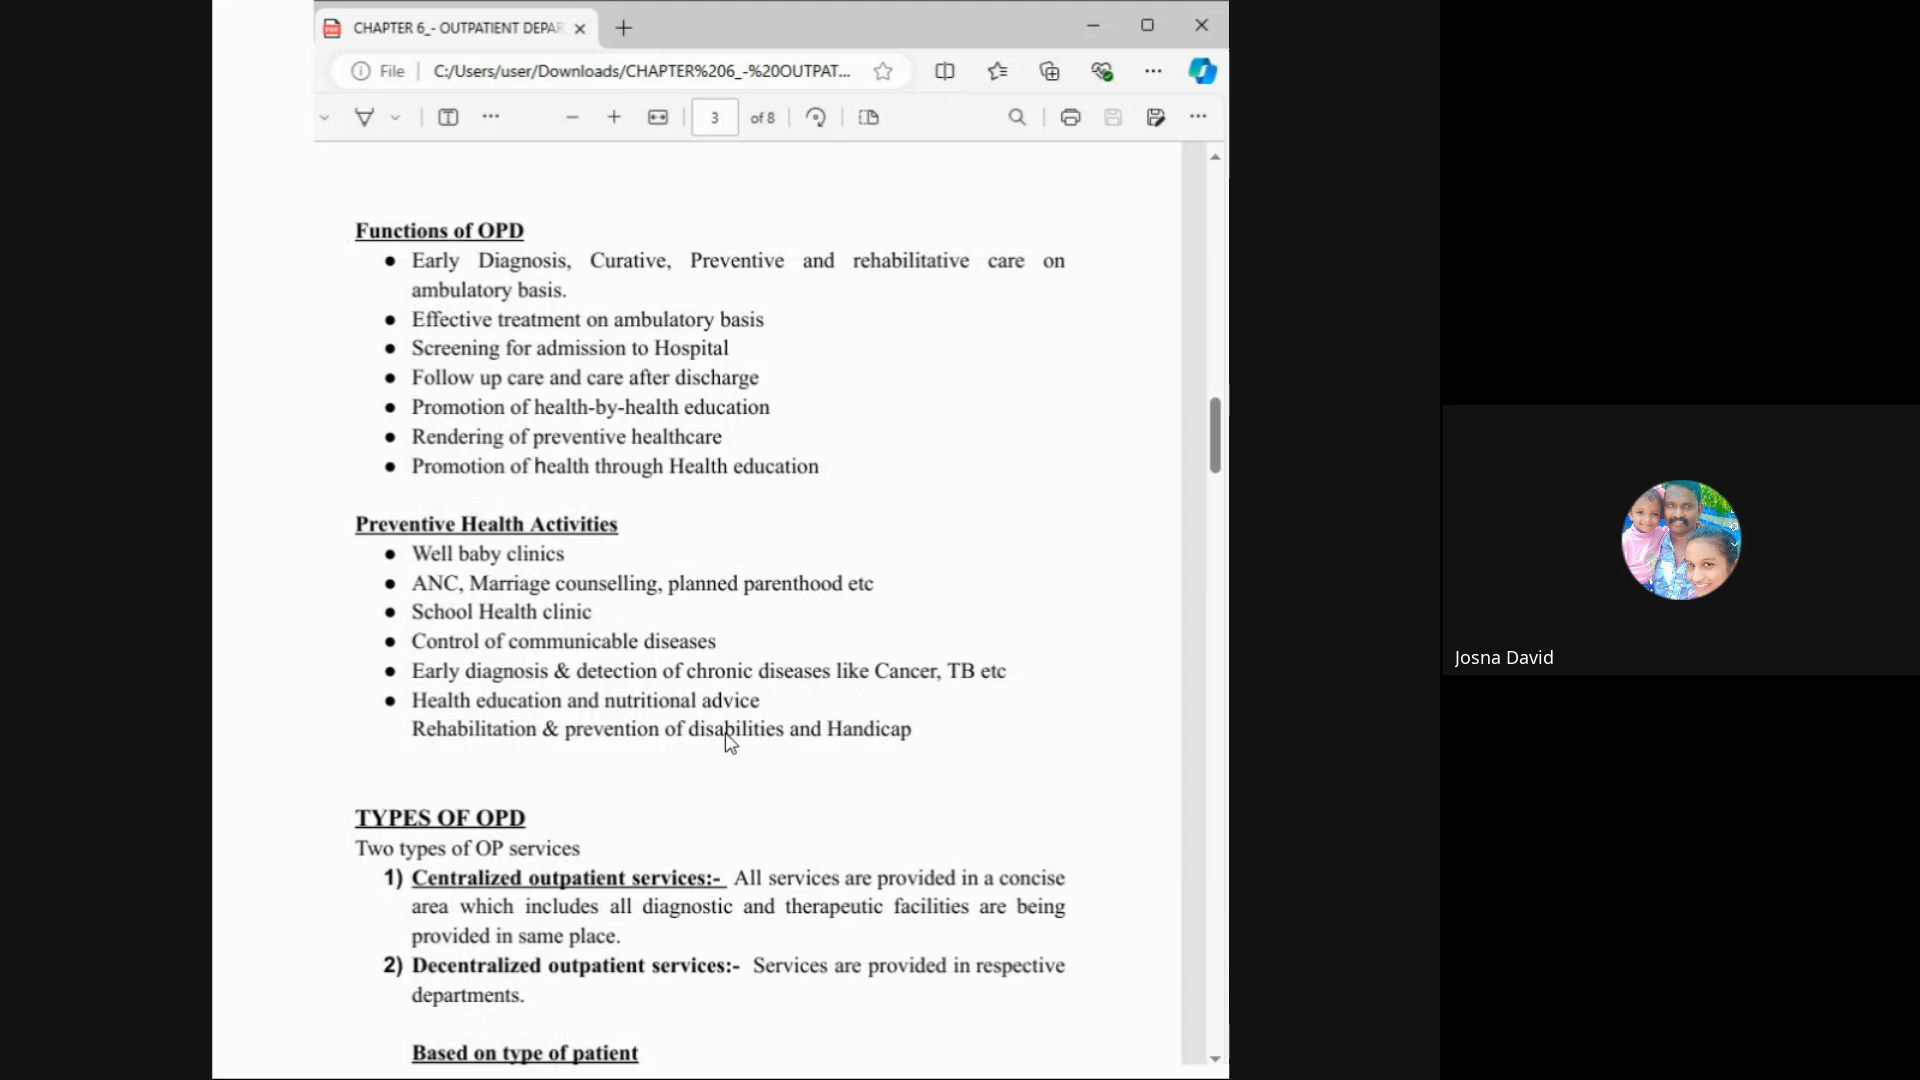 CHAPTER 6_- OUTPATIENT DEPAR
File
C:/Users/user/Downloads/CHAPTER%206_-%20OUTPAT...
3 of 8
Functions of OPD
● Early Diagnosis, Curative, Preventive and rehabilitative care on
ambulatory basis.
● Effective treatment on ambulatory basis
● Screening for admission to Hospital
● Follow up care and care after discharge
● Promotion of health-by-health education
● Rendering of preventive healthcare
● Promotion of health through Health education
Preventive Health Activities
● Well baby clinics
● ANC, Marriage counselling, planned parenthood etc
● School Health clinic
● Control of communicable diseases
● Early diagnosis & detection of chronic diseases like Cancer, TB etc
● Health education and nutritional advice
Rehabilitation & prevention of disabilities and Handicap
TYPES OF OPD
Two types of OP services
1) Centralized outpatient services:- All services are provided in a concise
area which includes all diagnostic and therapeutic facilities are being
provided in same place.
2) Decentralized outpatient services:- Services are provided in respective
departments.
Based on type of patient
Josna David